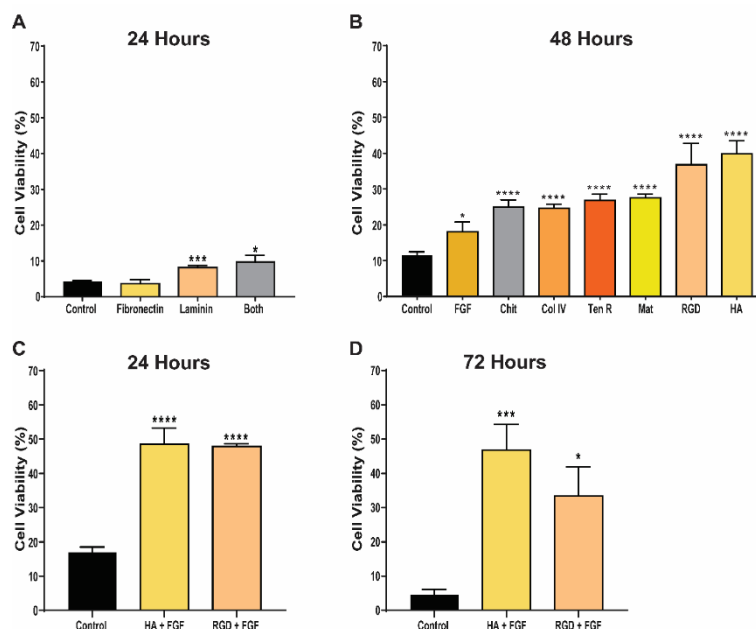 A
24 Hours
Cell Viability (%)
70
60
50
40
30
20
10
0
***
*
Control Fibronectin Laminin Both
B
48 Hours
Cell Viability (%)
70
60
50
40
30
20
10
0
*
****
****
****
****
****
****
Control FGF Chit Col IV Ten R Mat RGD HA
C
24 Hours
Cell Viability (%)
70
60
50
40
30
20
10
0
****
****
Control HA + FGF RGD + FGF
D
72 Hours
Cell Viability (%)
70
60
50
40
30
20
10
0
***
*
Control HA + FGF RGD + FGF